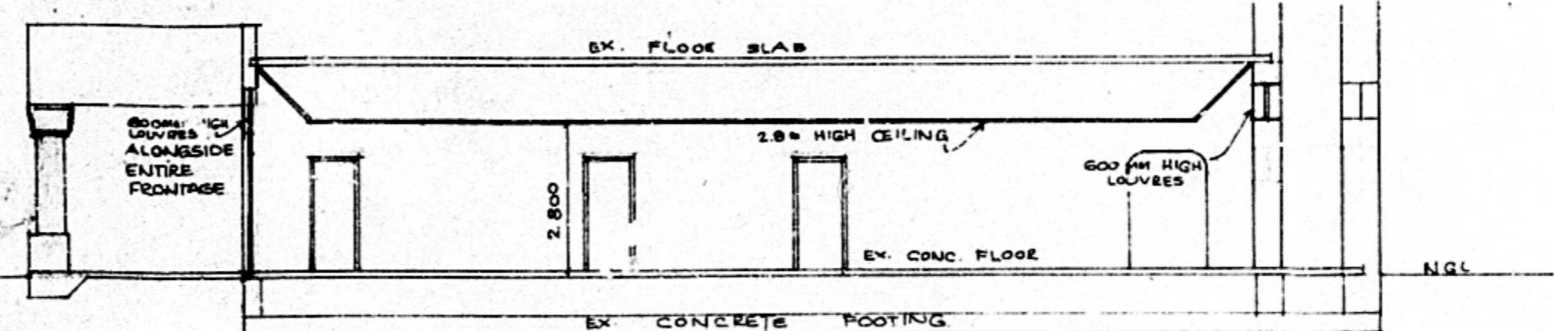 EX. FLOOR SLAB
600mm HIGH
LOUVRES
ALONGSIDE
ENTIRE
FRONTAGE
2.8m HIGH CEILING
600 mm HIGH
LOUVRES
2.800
EX. CONC. FLOOR
NGL
EX. CONCRETE FOOTING